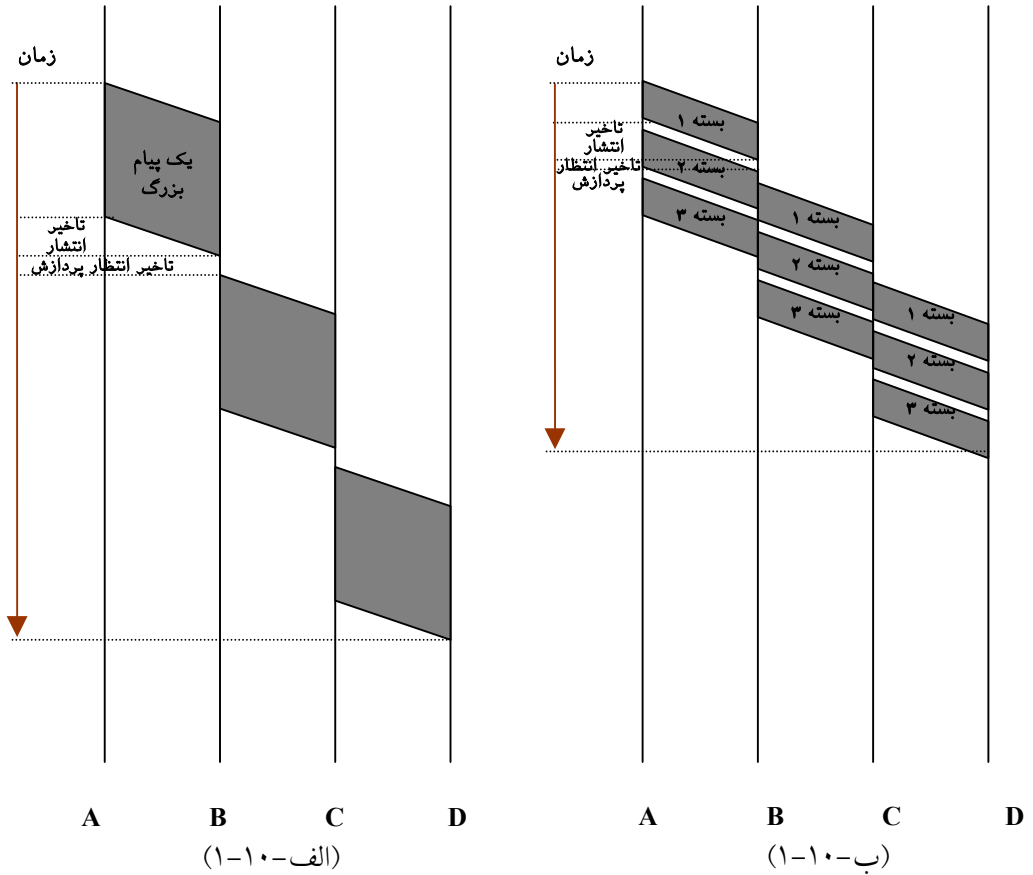 زمان
یک پیام
بزرگ
تاخیر
انتشار
تاخیر انتظار پردازش
A B C D
(الف-۱۰-۱)
زمان
تاخیر
انتشار
تاخیر انتظار
پردازش
بسته ۱
بسته ۲
بسته ۳
بسته ۱
بسته ۲
بسته ۳
بسته ۱
بسته ۲
بسته ۳
A B C D
(ب-۱۰-۱)